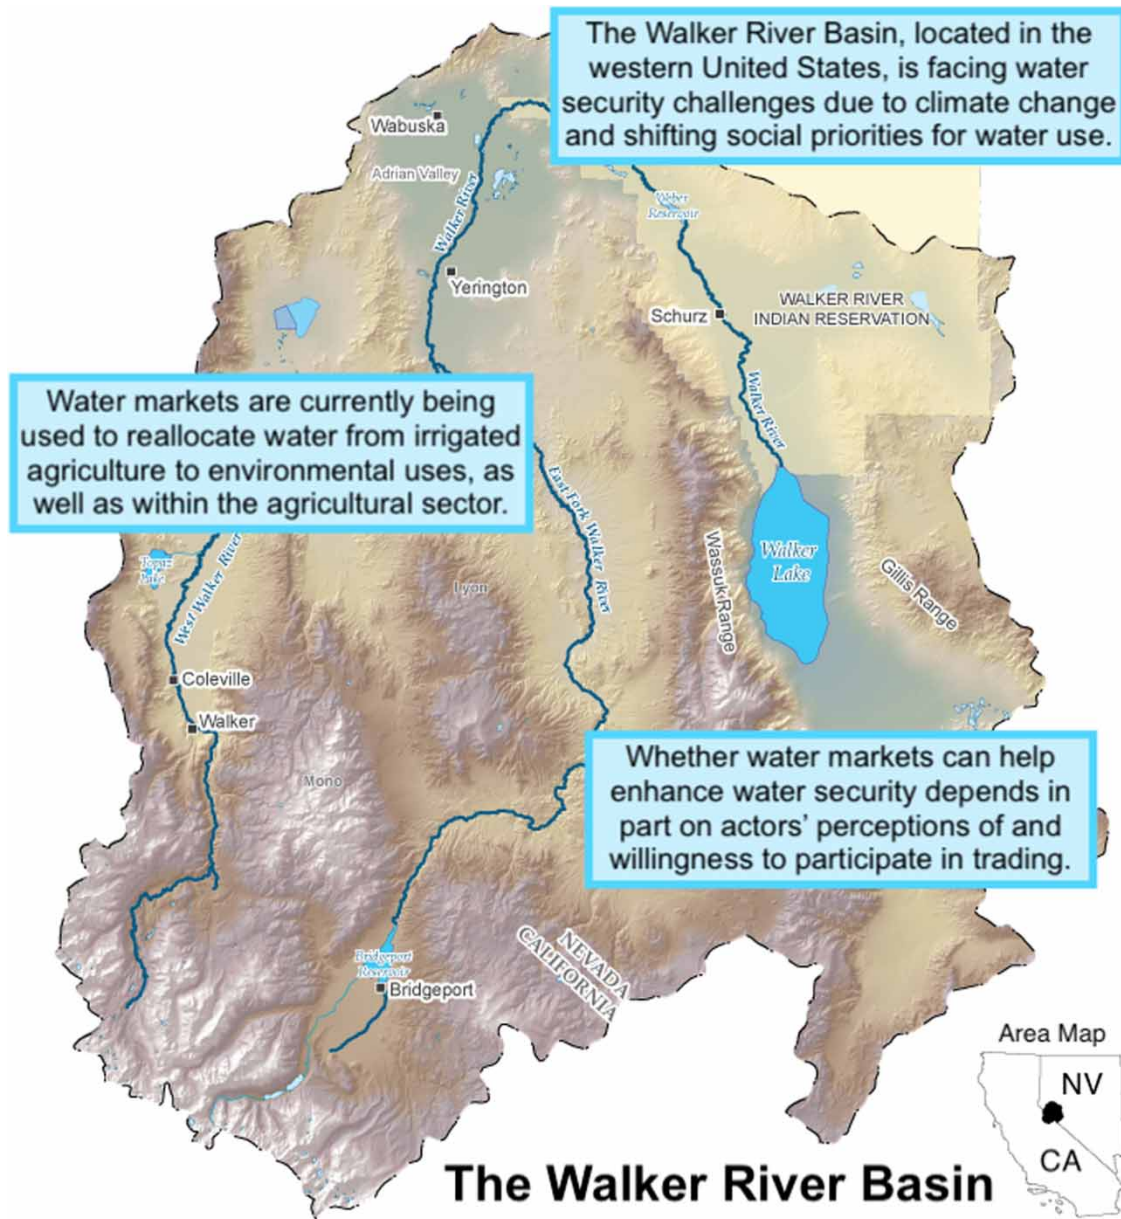 The Walker River Basin, located in the
western United States, is facing water
security challenges due to climate change
and shifting social priorities for water use.
Wabuska
Adrian Valley
Walker River
Weber
Reservoir
Yerington
Schurz
WALKER RIVER
INDIAN RESERVATION
Walker River
Water markets are currently being
used to reallocate water from irrigated
agriculture to environmental uses, as
well as within the agricultural sector.
East Fork Walker River
Wassuk Range
Walker
Lake
Gillis Range
Topaz
Lake
West Walker River
Lyon
Coleville
Walker
Mono
Whether water markets can help
enhance water security depends in
part on actors’ perceptions of and
willingness to participate in trading.
NEVADA
CALIFORNIA
Bridgeport
Reservoir
Bridgeport
Area Map
NV
CA
The Walker River Basin